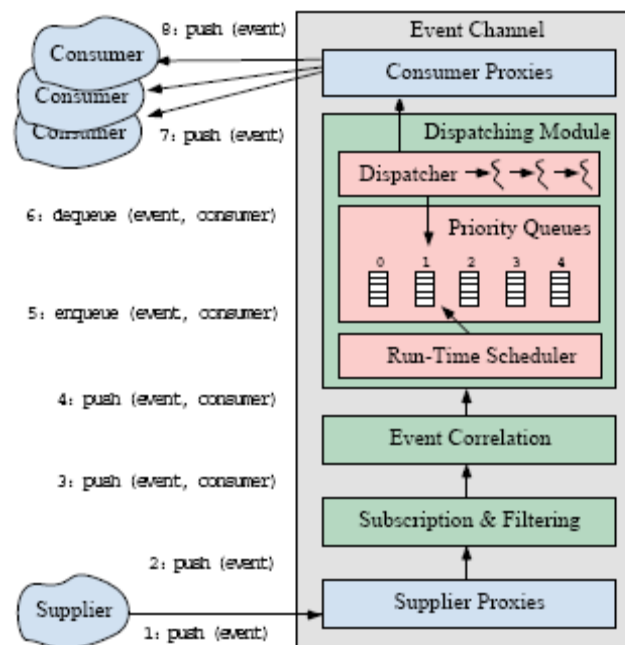 8: push (event)
Event Channel
Consumer
Consumer Proxies
Consumer
Consumer
7: push (event)
Dispatching Module
Dispatcher
6: dequeue (event, consumer)
Priority Queues
0 1 2 3 4
5: enqueue (event, consumer)
Run-Time Scheduler
4: push (event, consumer)
Event Correlation
3: push (event, consumer)
Subscription & Filtering
2: push (event)
Supplier
Supplier Proxies
1: push (event)